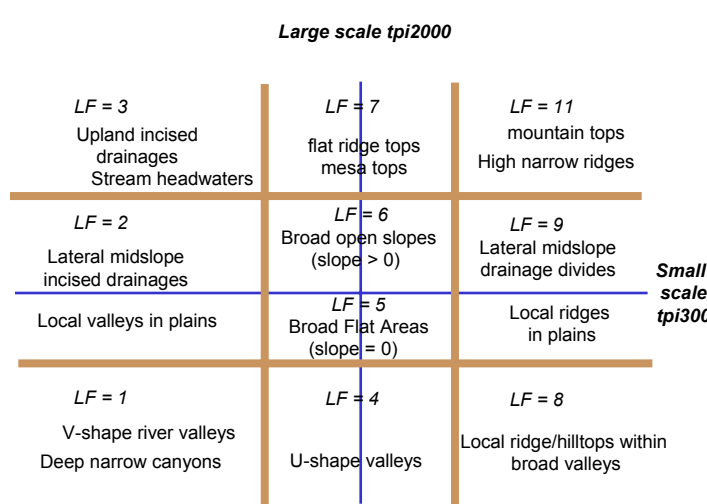 Large scale tpi2000
LF = 3
Upland incised
drainages
Stream headwaters
LF = 7
flat ridge tops
mesa tops
LF = 11
mountain tops
High narrow ridges
LF = 2
Lateral midslope
incised drainages
Local valleys in plains
LF = 6
Broad open slopes
(slope > 0)
LF = 5
Broad Flat Areas
(slope = 0)
LF = 9
Lateral midslope
drainage divides
Local ridges
in plains
Small
scale
tpi300
LF = 1
V-shape river valleys
Deep narrow canyons
LF = 4
U-shape valleys
LF = 8
Local ridge/hilltops within
broad valleys